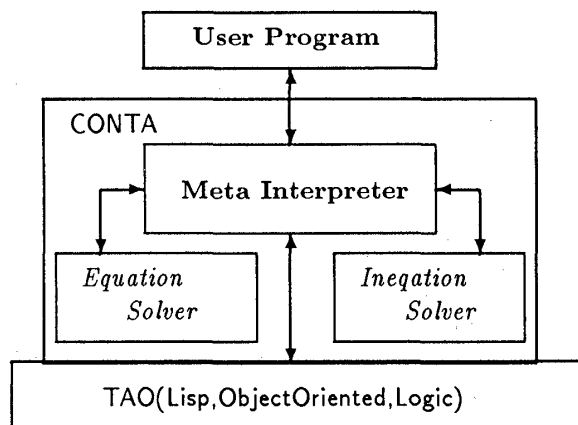 User Program
CONTA
Meta Interpreter
Equation
Solver
Ineqation
Solver
TAO(Lisp,ObjectOriented,Logic)